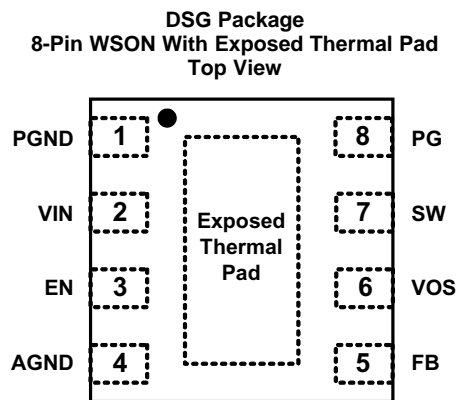 DSG Package
8-Pin WSON With Exposed Thermal Pad
Top View
PGND 1 8 PG
VIN 2 7 SW
Exposed
Thermal
Pad
EN 3 6 VOS
AGND 4 5 FB